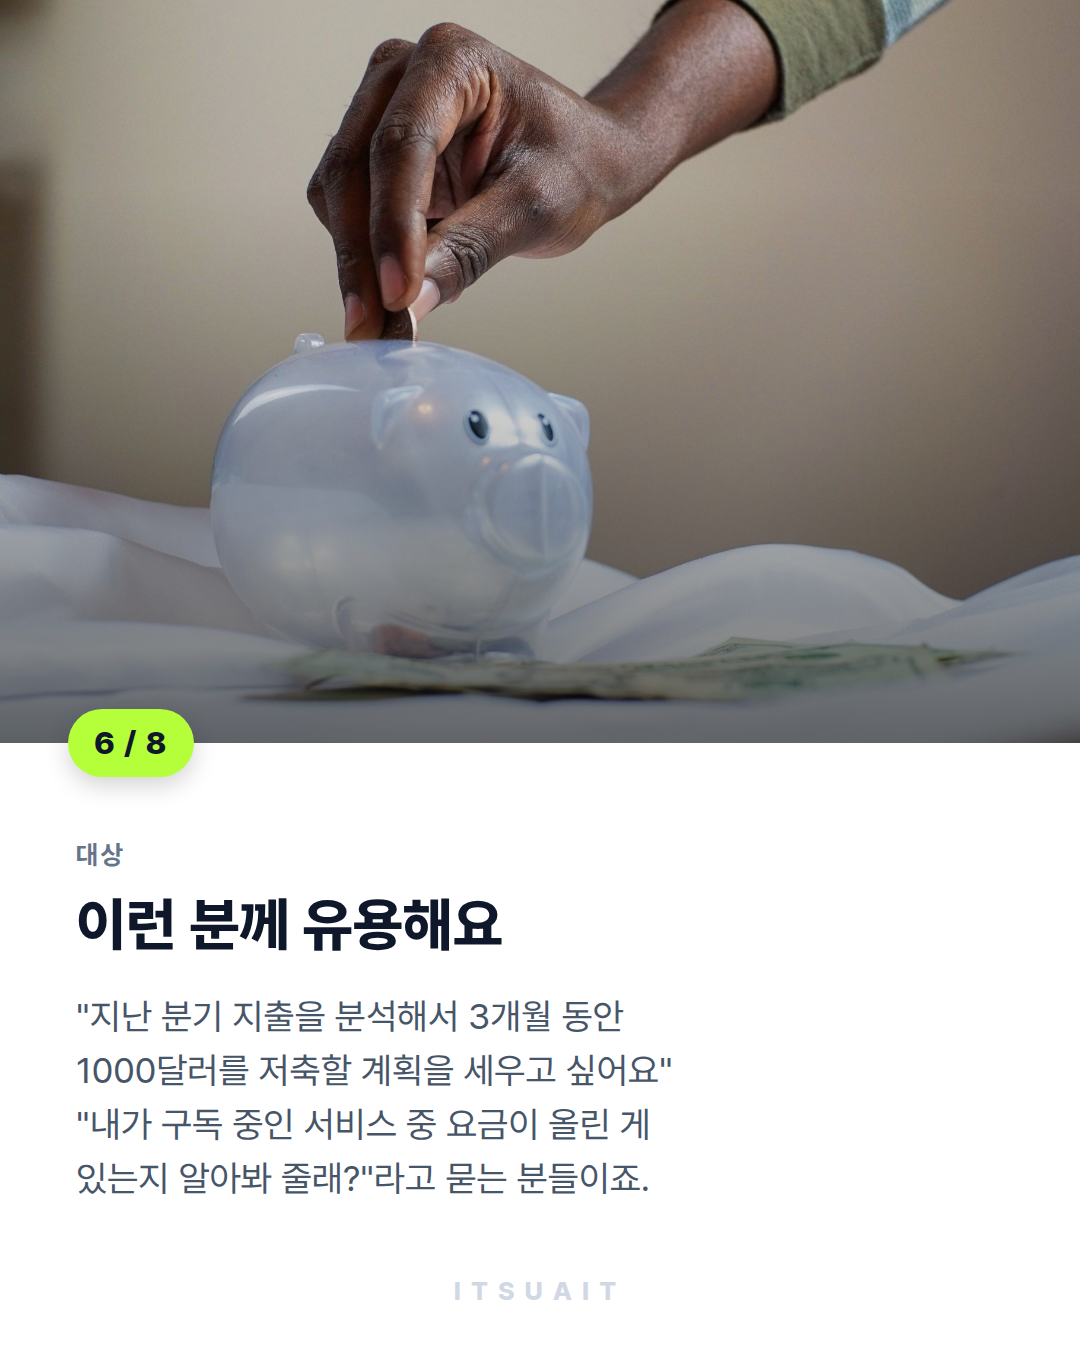 6 / 8
대상
이런 분께 유용해요
"지난 분기 지출을 분석해서 3개월 동안
1000달러를 저축할 계획을 세우고 싶어요"
"내가 구독 중인 서비스 중 요금이 올린 게
있는지 알아봐 줄래?"라고 묻는 분들이죠.
ITSUAIT